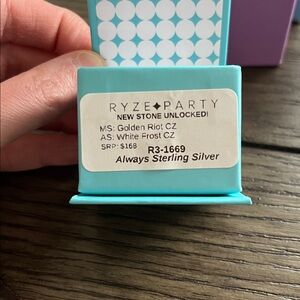 RYZE✦PARTY
NEW STONE UNLOCKED!
MS: Golden Riot CZ
AS: White Frost CZ
SRP: $168
R3-1669
Always Sterling Silver